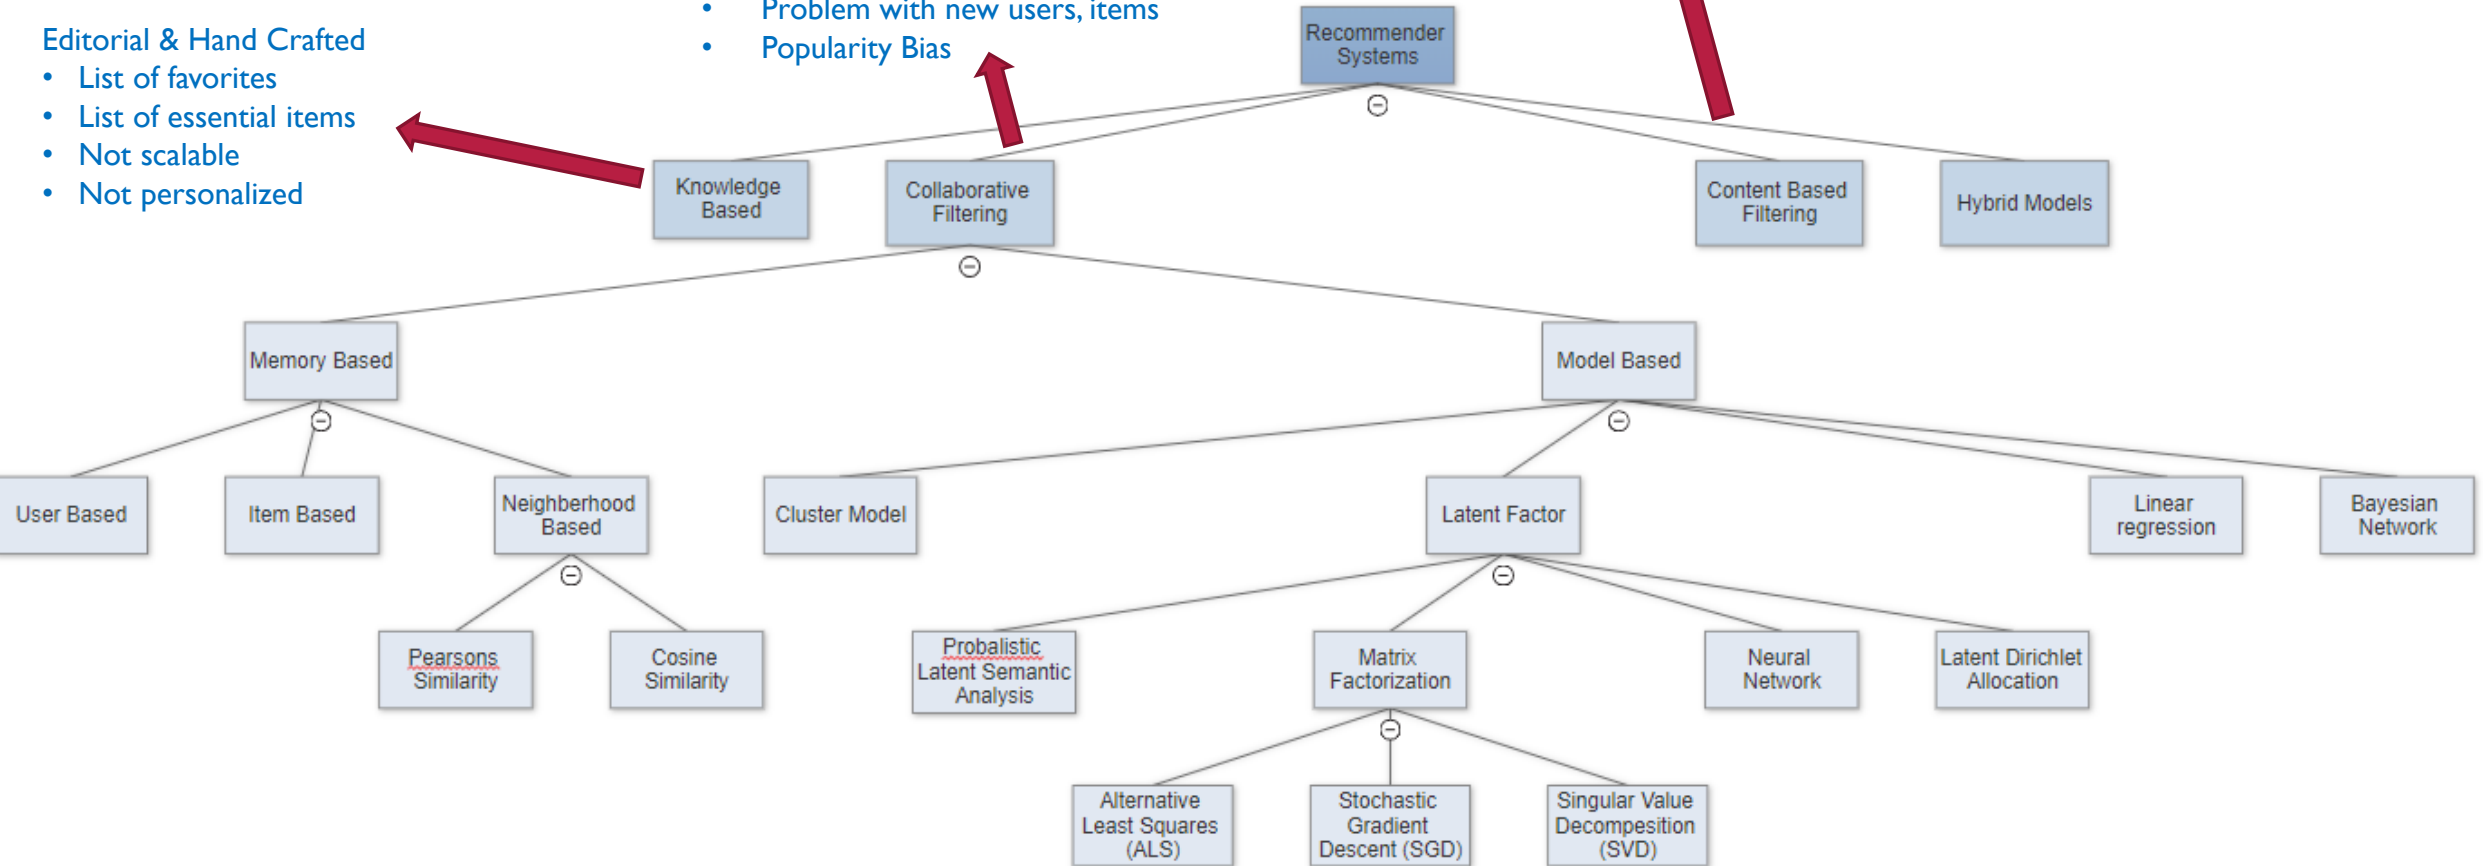 Editorial & Hand Crafted
• List of favorites
• List of essential items
• Not scalable
• Not personalized
• Problem with new users, items
• Popularity Bias
Recommender
Systems
Knowledge
Based
Collaborative
Filtering
Content Based
Filtering
Hybrid Models
Memory Based
Model Based
User Based
Item Based
Neighberhood
Based
Cluster Model
Latent Factor
Linear
regression
Bayesian
Network
Pearsons
Similarity
Cosine
Similarity
Probalistic
Latent Semantic
Analysis
Matrix
Factorization
Neural
Network
Latent Dirichlet
Allocation
Alternative
Least Squares
(ALS)
Stochastic
Gradient
Descent (SGD)
Singular Value
Decompesition
(SVD)